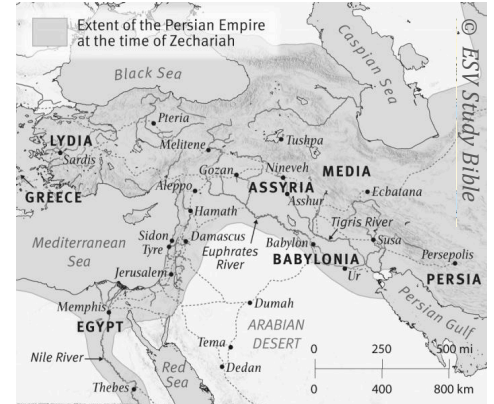 Extent of the Persian Empire
at the time of Zechariah
© ESV Study Bible
Black Sea
Caspian Sea
Pteria
LYDIA
Sardis
Melitene
Tushpa
GREECE
Gozan
Nineveh
MEDIA
Aleppo
ASSYRIA
Asshur
Ecbatana
Hamath
Tigris River
Mediterranean
Sea
Sidon
Tyre
Damascus
Euphrates
River
Babylon
Susa
BABYLONIA
Persepolis
Jerusalem
Ur
PERSIA
Memphis
EGYPT
Dumah
Persian Gulf
ARABIAN
DESERT
Nile River
Tema
Red
Sea
Dedan
Thebes
0 250 500 mi
0 400 800 km